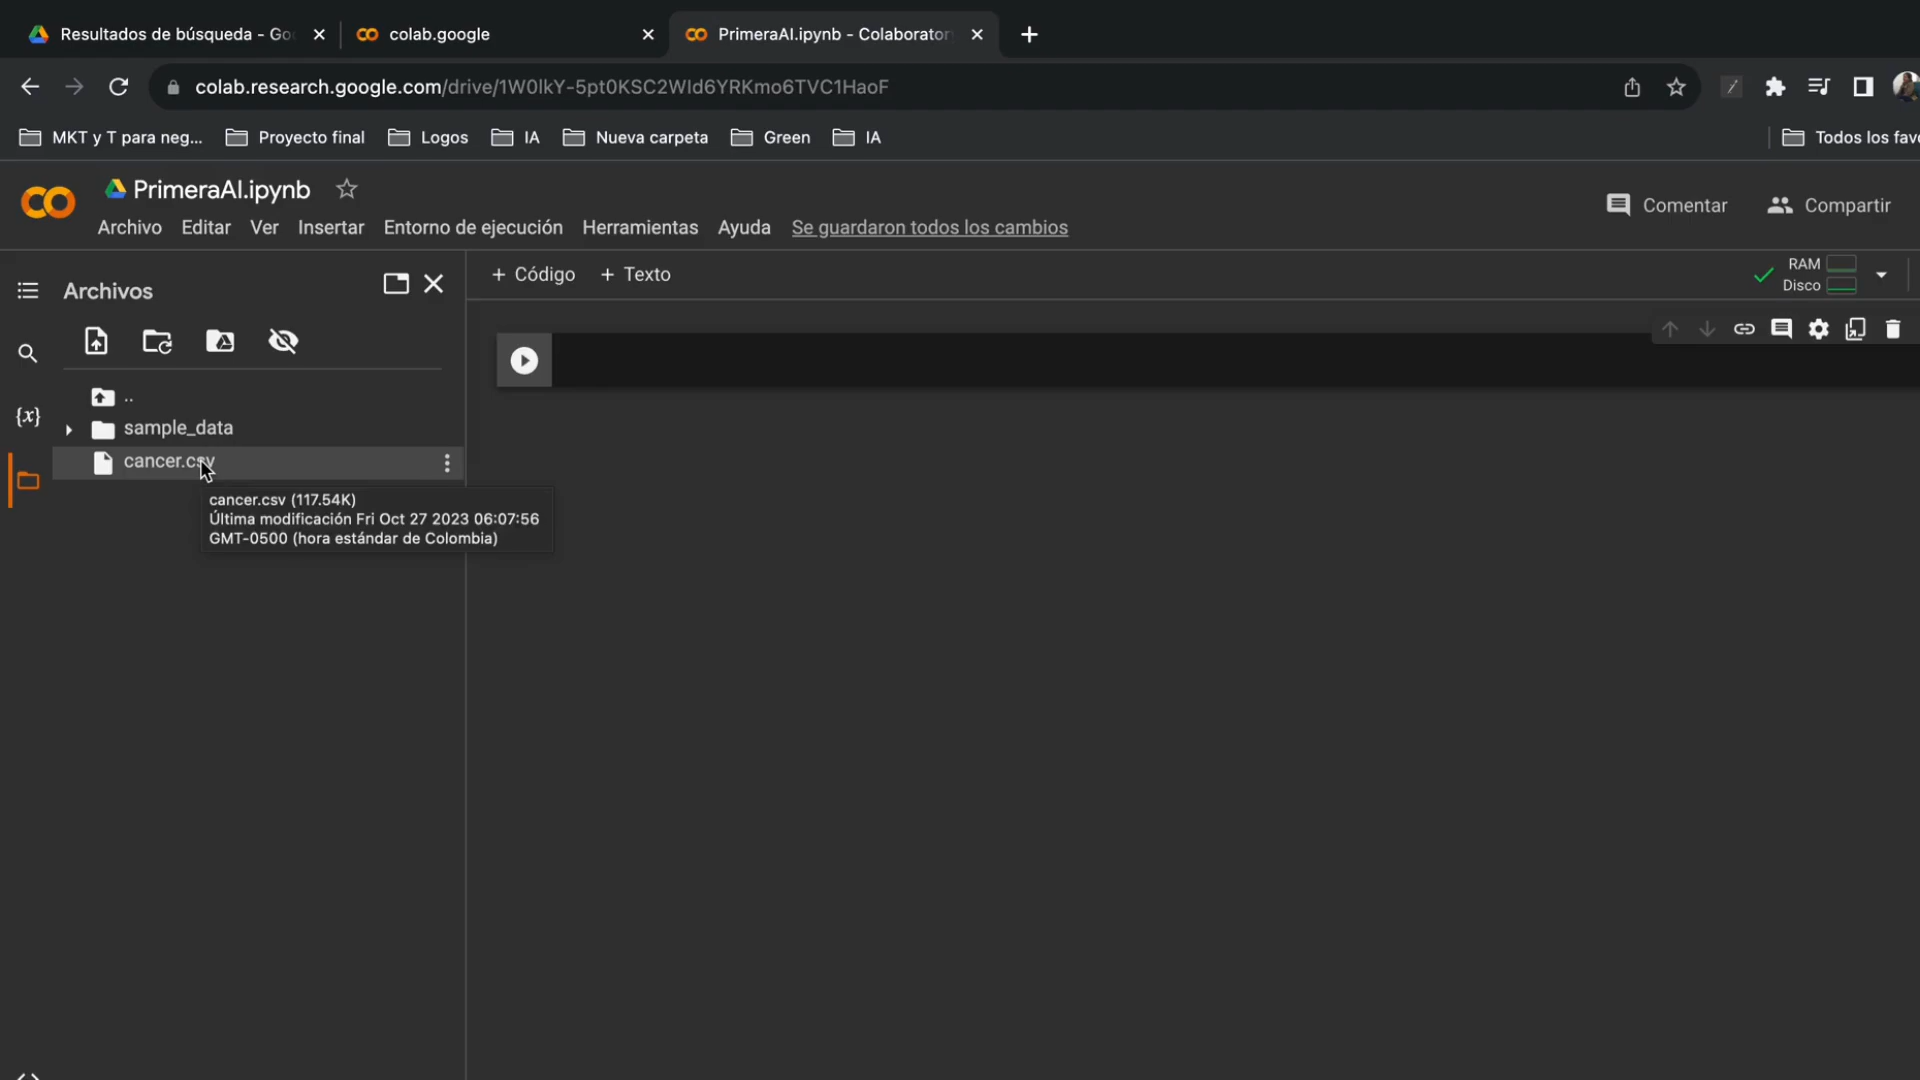 Resultados de búsqueda - Go
colab.google
PrimeraAI.ipynb - Colaborator
colab.research.google.com/drive/1W0lkY-5pt0KSC2Wld6YRKmo6TVC1HaoF
MKT y T para neg...
Proyecto final
Logos
IA
Nueva carpeta
Green
IA
Todos los favo
PrimeraAI.ipynb
Archivo Editar Ver Insertar Entorno de ejecución Herramientas Ayuda Se guardaron todos los cambios
Comentar
Compartir
Archivos
+ Código + Texto
RAM
Disco
{x}
..
sample_data
cancer.csv
cancer.csv (117.54K)
Última modificación Fri Oct 27 2023 06:07:56
GMT-0500 (hora estándar de Colombia)